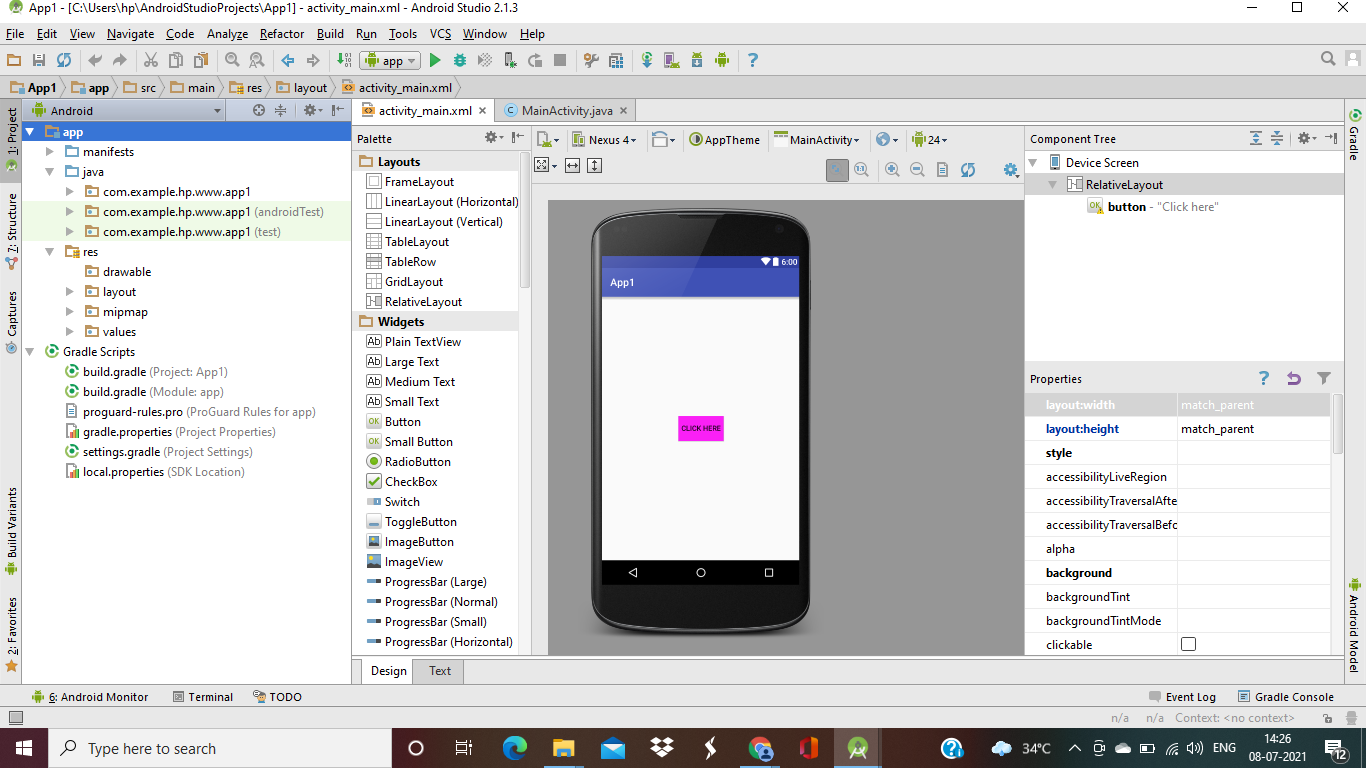 App1 - [C:\Users\hp\AndroidStudioProjects\App1] - activity_main.xml - Android Studio 2.1.3
File Edit View Navigate Code Analyze Refactor Build Run Tools VCS Window Help
app
App1 app src main res layout activity_main.xml
1: Project
7: Structure
Captures
Build Variants
2: Favorites
Android
app
manifests
java
com.example.hp.www.app1
com.example.hp.www.app1 (androidTest)
com.example.hp.www.app1 (test)
res
drawable
layout
mipmap
values
Gradle Scripts
build.gradle (Project: App1)
build.gradle (Module: app)
proguard-rules.pro (ProGuard Rules for app)
gradle.properties (Project Properties)
settings.gradle (Project Settings)
local.properties (SDK Location)
activity_main.xml MainActivity.java
Palette
Layouts
FrameLayout
LinearLayout (Horizontal)
LinearLayout (Vertical)
TableLayout
TableRow
GridLayout
RelativeLayout
Widgets
Ab Plain TextView
Ab Large Text
Ab Medium Text
Ab Small Text
OK Button
OK Small Button
RadioButton
CheckBox
Switch
ToggleButton
ImageButton
ImageView
ProgressBar (Large)
ProgressBar (Normal)
ProgressBar (Small)
ProgressBar (Horizontal)
Nexus 4 AppTheme MainActivity 24
6:00
App1
CLICK HERE
Design Text
Component Tree
Device Screen
RelativeLayout
OK button - "Click here"
Properties
layout:width match_parent
layout:height match_parent
style
accessibilityLiveRegion
accessibilityTraversalAfte
accessibilityTraversalBefo
alpha
background
backgroundTint
backgroundTintMode
clickable
Gradle
Android Model
6: Android Monitor Terminal TODO Event Log Gradle Console
n/a n/a Context: <no context>
Type here to search
34°C ENG 14:26
08-07-2021
12